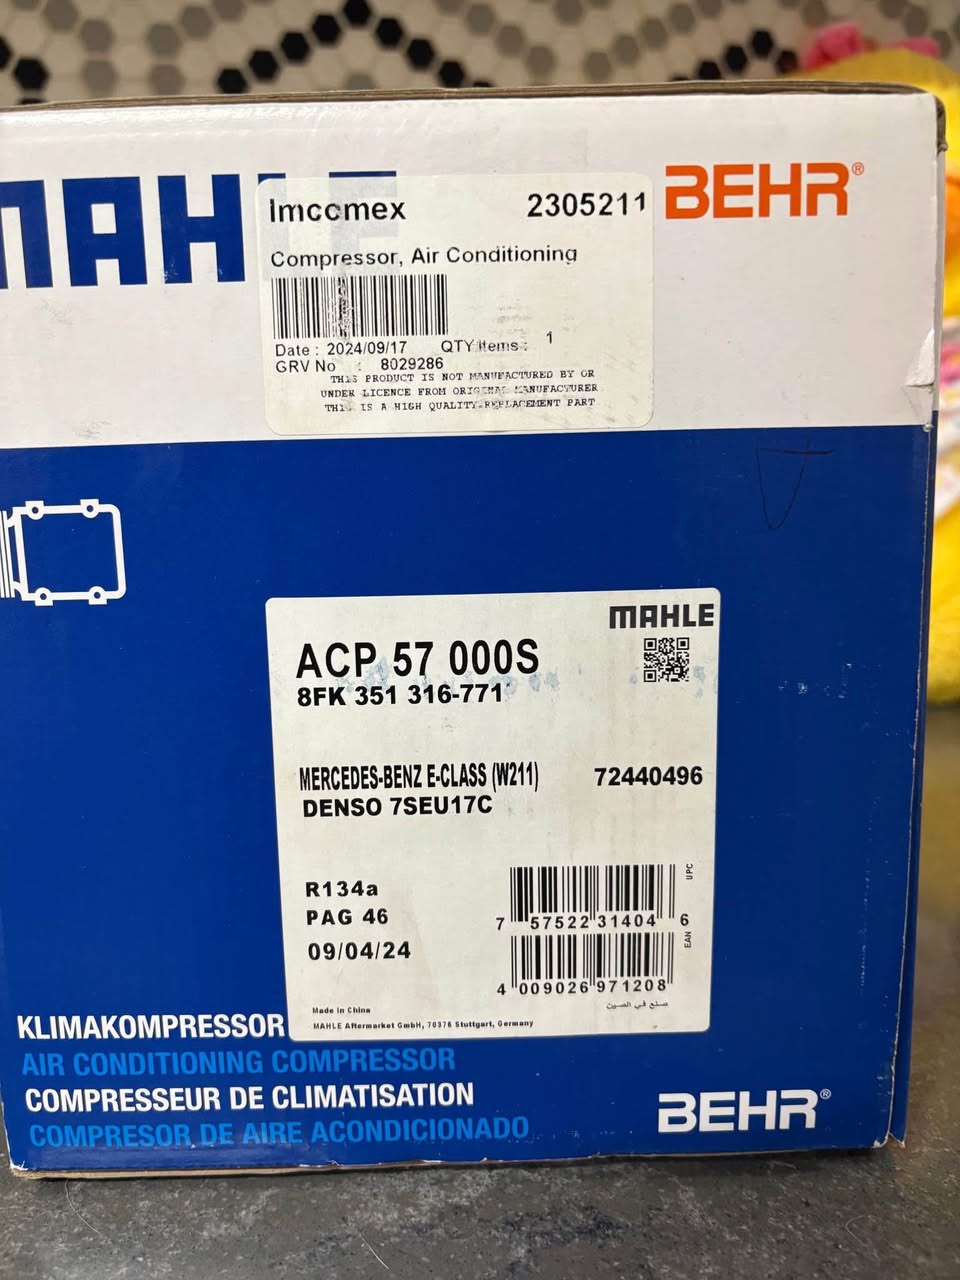 MAHLE
BEHR®
Imccmex 2305211
Compressor, Air Conditioning
Date : 2024/09/17 QTY Items : 1
GRV No : 8029286
THIS PRODUCT IS NOT MANUFACTURED BY OR
UNDER LICENCE FROM ORIGINAL MANUFACTURER
THIS IS A HIGH QUALITY REPLACEMENT PART
MAHLE
ACP 57 000S
8FK 351 316-771
MERCEDES-BENZ E-CLASS (W211) 72440496
DENSO 7SEU17C
R134a
PAG 46
09/04/24
UPC
7 57522 31404 6
EAN
4 009026 971208
صنع في الصين
Made in China
MAHLE Aftermarket GmbH, 70376 Stuttgart, Germany
KLIMAKOMPRESSOR
AIR CONDITIONING COMPRESSOR
COMPRESSEUR DE CLIMATISATION
COMPRESOR DE AIRE ACONDICIONADO
BEHR®